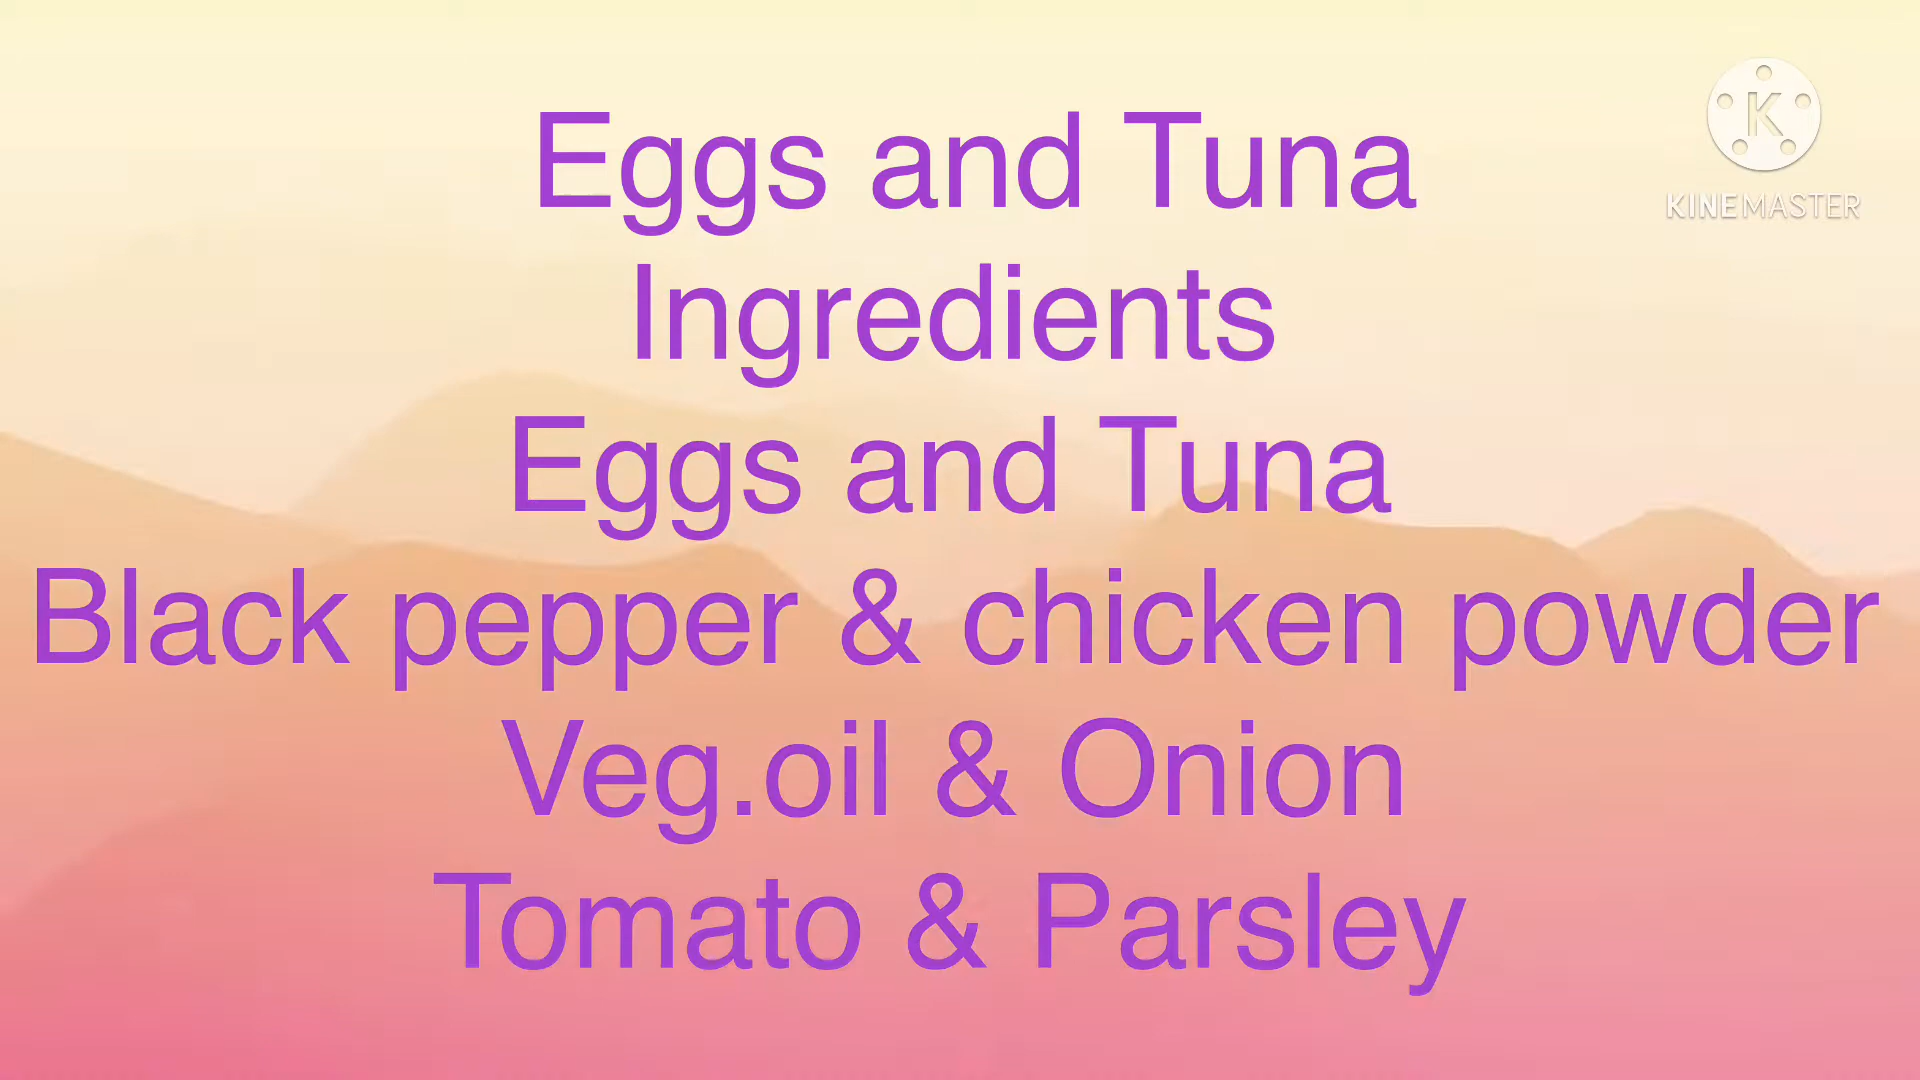 Eggs and Tuna
Ingredients
Eggs and Tuna
Black pepper & chicken powder
Veg.oil & Onion
Tomato & Parsley
K
KINEMASTER